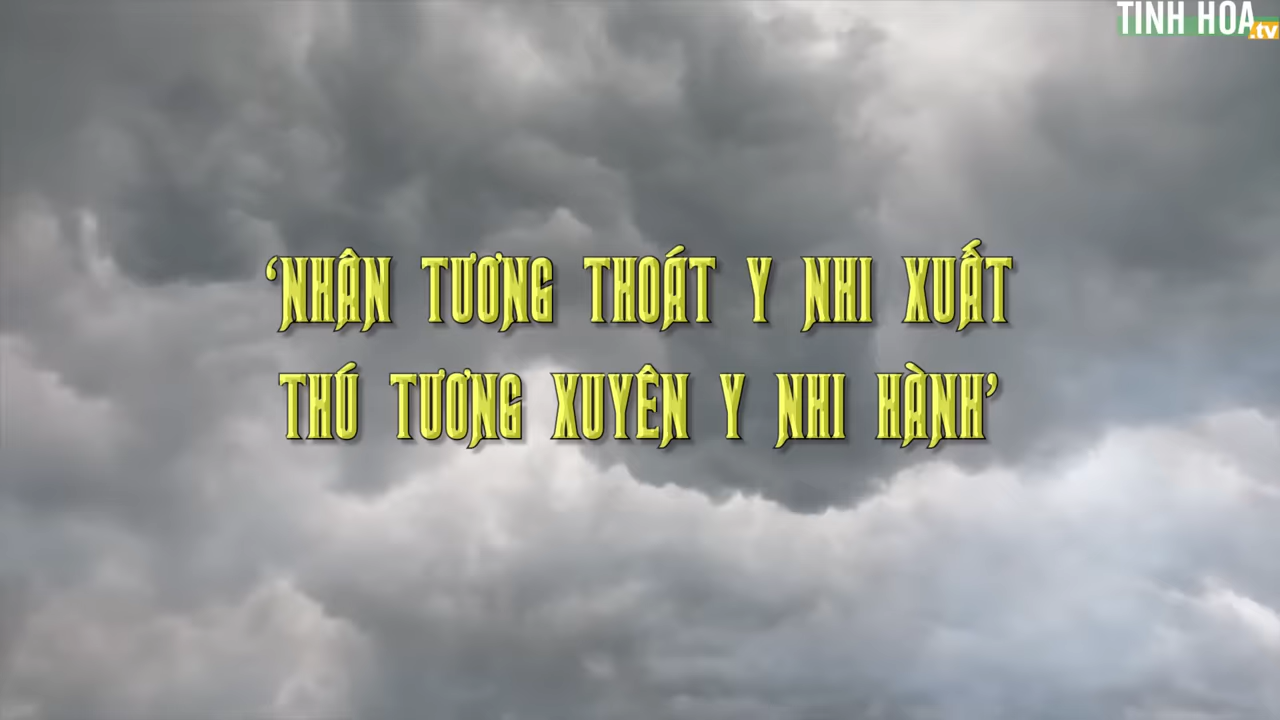 TINH HOA
.tv
‘NHÂN TƯƠNG THOÁT Y NHI XUẤT
THÚ TƯƠNG XUYÊN Y NHI HÀNH’